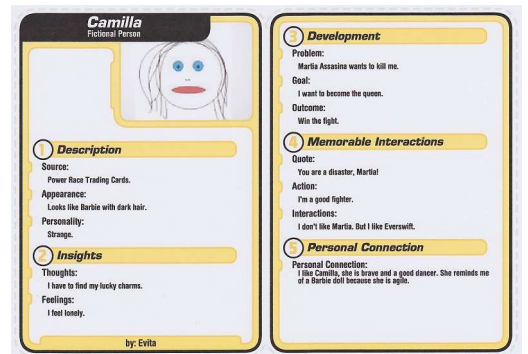 Camilla
Fictional Person
1 Description
Source:
Power Race Trading Cards.
Appearance:
Looks like Barbie with dark hair.
Personality:
Strange.
2 Insights
Thoughts:
I have to find my lucky charms.
Feelings:
I feel lonely.
by: Evita
3 Development
Problem:
Martia Assasina wants to kill me.
Goal:
I want to become the queen.
Outcome:
Win the fight.
4 Memorable Interactions
Quote:
You are a disaster, Martia!
Action:
I'm a good fighter.
Interactions:
I don't like Martia. But I like Everswift.
5 Personal Connection
Personal Connection:
I like Camilla, she is brave and a good dancer. She reminds me
of a Barbie doll because she is agile.